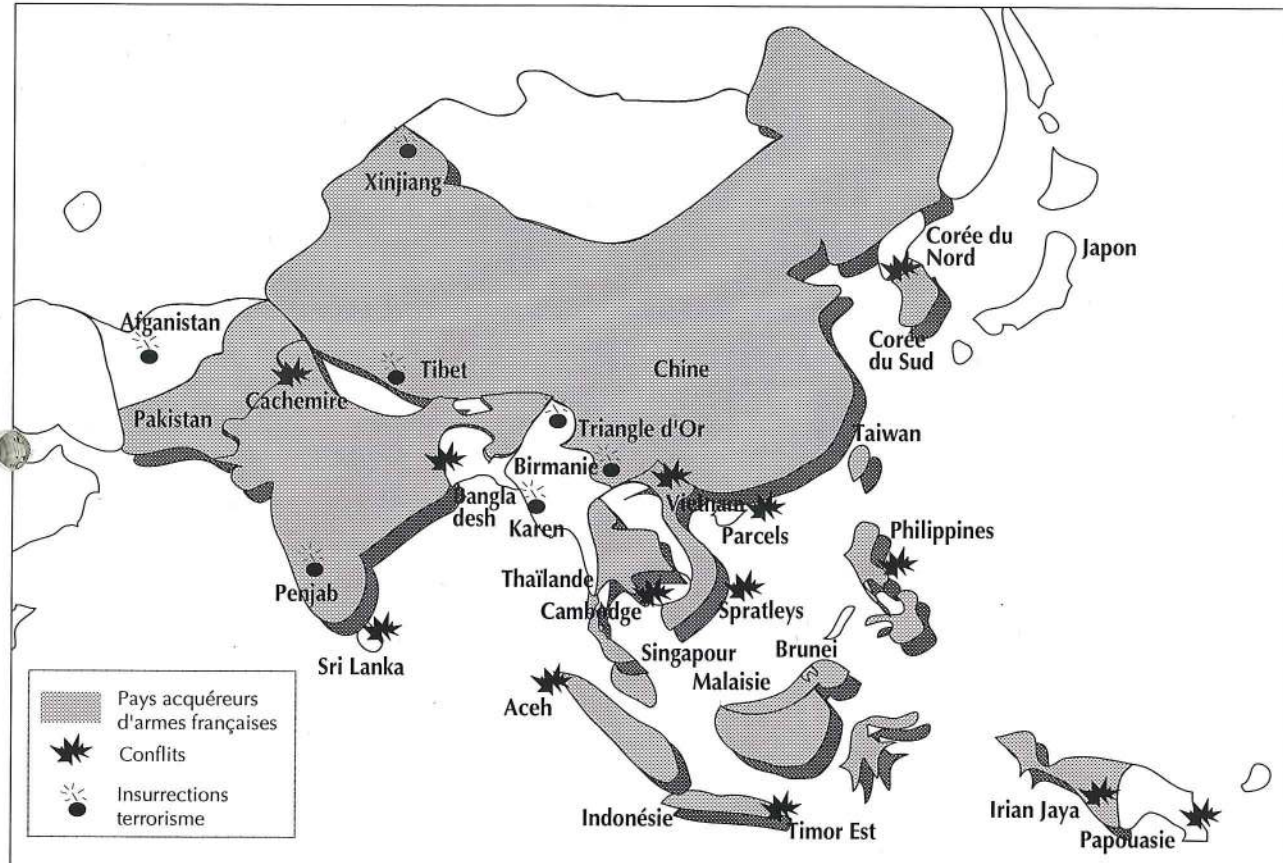 Xinjiang
Corée du
Nord
Japon
Afganistan
Corée
du Sud
Tibet
Chine
Cachemire
Pakistan
Triangle d'Or
Taiwan
Birmanie
Bangla
desh
Vietnam
Karen
Parcels
Philippines
Penjab
Thaïlande
Cambodge
Spratleys
Sri Lanka
Singapour
Brunei
Malaisie
Aceh
Indonésie
Timor Est
Irian Jaya
Papouasie
Pays acquéreurs
d'armes françaises
Conflits
Insurrections
terrorisme